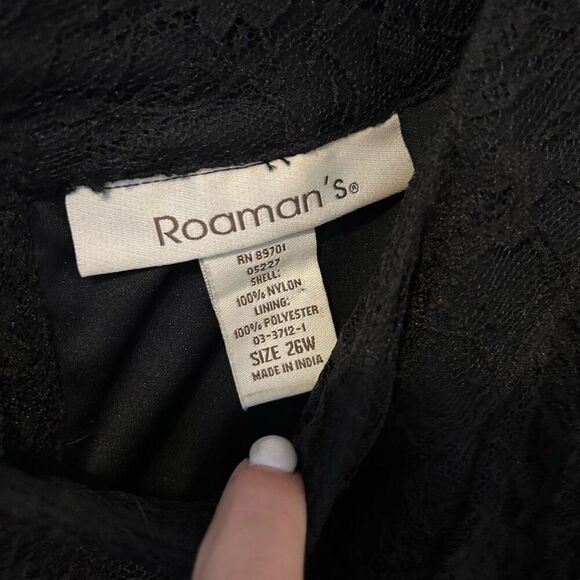 Roaman's®
RN 89701
05227
SHELL:
100% NYLON
LINING:
100% POLYESTER
03-3712-1
SIZE 26W
MADE IN INDIA